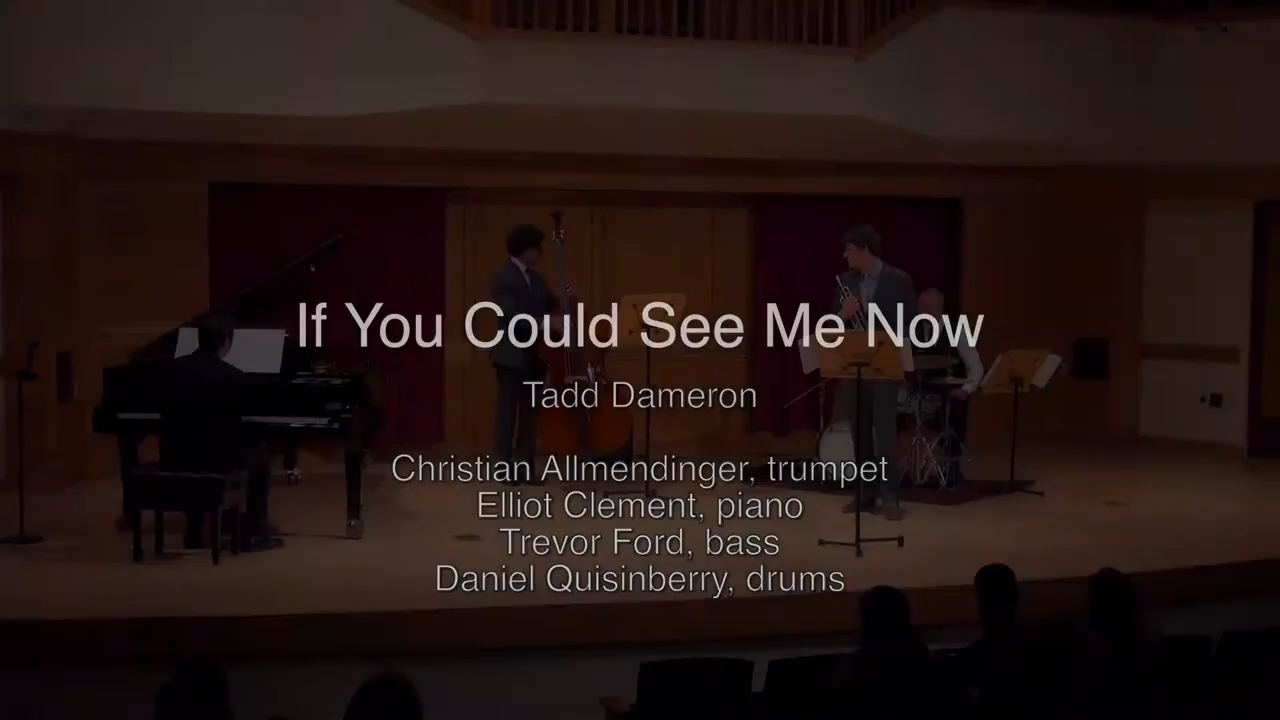 If You Could See Me Now
Tadd Dameron
Christian Allmendinger, trumpet
Elliot Clement, piano
Trevor Ford, bass
Daniel Quisinberry, drums